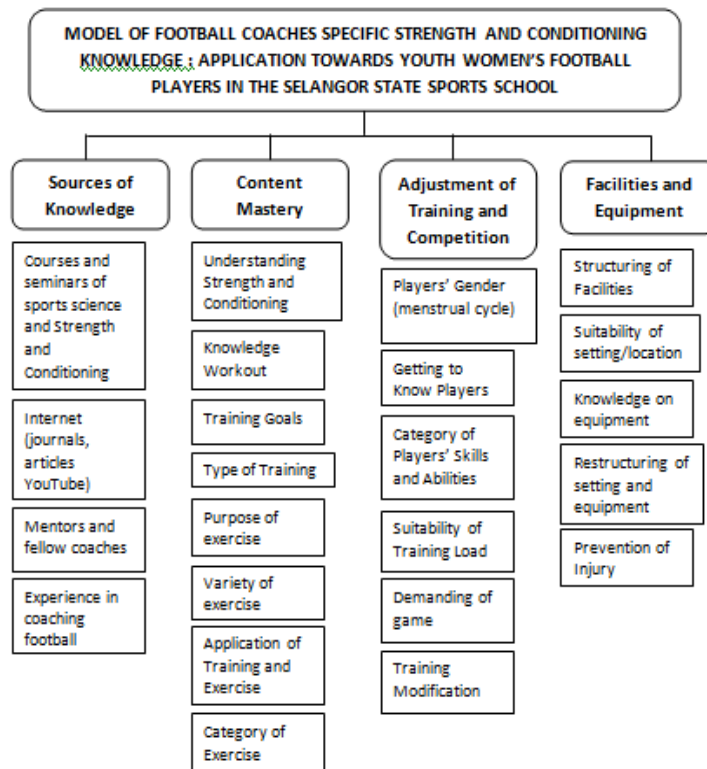 MODEL OF FOOTBALL COACHES SPECIFIC STRENGTH AND CONDITIONING
KNOWLEDGE ; APPLICATION TOWARDS YOUTH WOMEN'S FOOTBALL
PLAYERS IN THE SELANGOR STATE SPORTS SCHOOL
Sources of
Knowledge
Courses and
seminars of
sports science
and Strength
and
Conditioning
Internet
(journals,
articles
YouTube)
Mentors and
fellow coaches
Experience in
coaching
football
Content
Mastery
Understanding
Strength and
Conditioning
Knowledge
Workout
Training Goals
Type of Training
Purpose of
exercise
Variety of
exercise
Application of
Training and
Exercise
Category of
Exercise
Adjustment of
Training and
Competition
Players' Gender
(menstrual cycle)
Getting to
Know Players
Category of
Players' Skills
and Abilities
Suitability of
Training Load
Demanding of
game
Training
Modification
Facilities and
Equipment
Structuring of
Facilities
Suitability of
setting/location
Knowledge on
equipment
Restructuring of
setting and
equipment
Prevention of
Injury